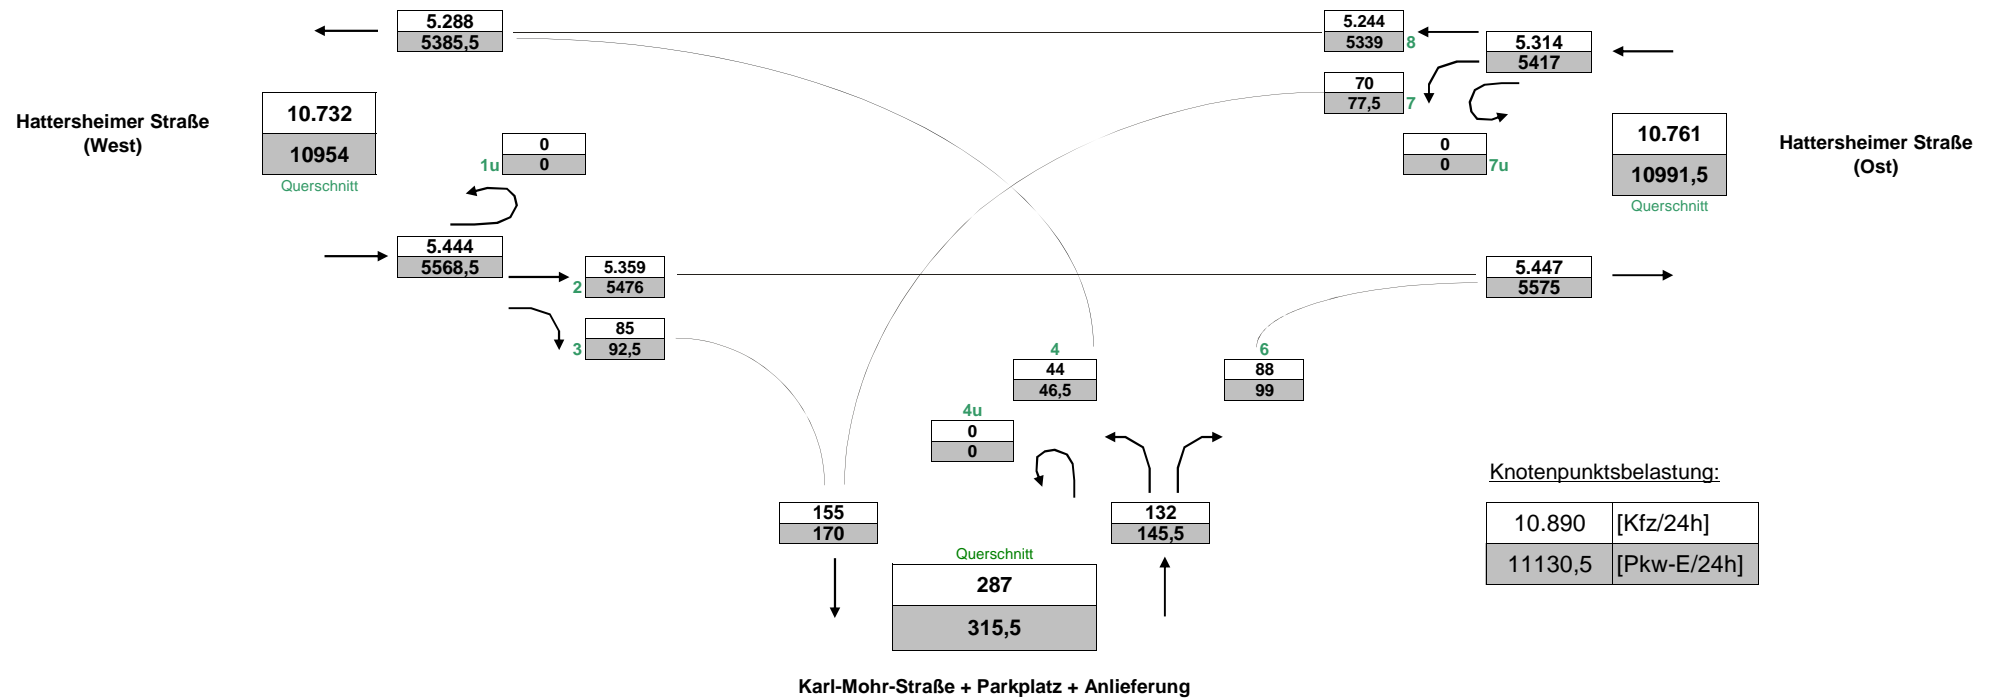 5.288
5385,5
5.244
5339 8
5.314
5417
70
77,5 7
Hattersheimer Straße
(West)
10.732
10954
Querschnitt
0
1u 0
0
0 7u
10.761
10991,5
Querschnitt
Hattersheimer Straße
(Ost)
5.444
5568,5
5.359
2 5476
5.447
5575
85
3 92,5
4
44
46,5
6
88
99
4u
0
0
155
170
132
145,5
Querschnitt
287
315,5
Knotenpunktsbelastung:
10.890 [Kfz/24h]
11130,5 [Pkw-E/24h]
Karl-Mohr-Straße + Parkplatz + Anlieferung